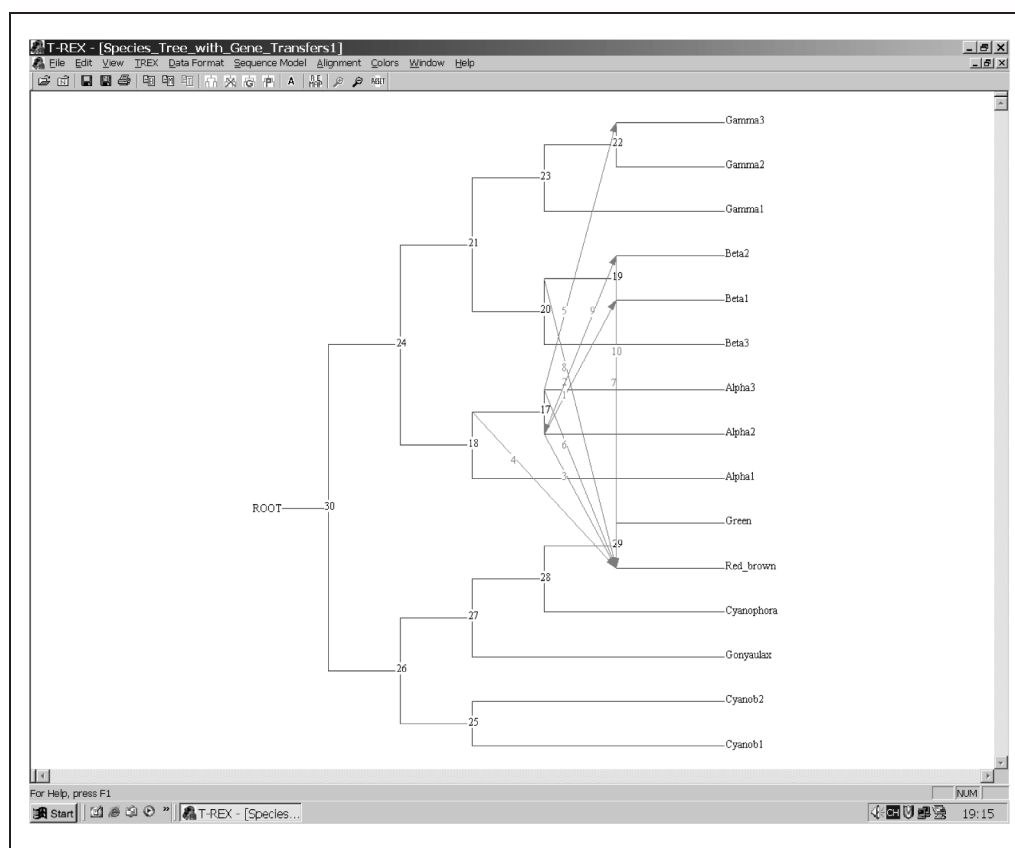 T-REX - [Species_Tree_with_Gene_Transfers1]
File Edit View TREX Data Format Sequence Model Alignment Colors Window Help
Gamma3
22
Gamma2
23
Gamma1
21
Beta2
19
20
5
9
Beta1
24
Beta3
10
8
2
7
1
Alpha3
17
Alpha2
18
4
6
3
Alpha1
ROOT
30
Green
29
Red_brown
28
Cyanophora
27
Gonyaulax
26
Cyanob2
25
Cyanob1
For Help, press F1
NUM
Start
T-REX - [Species...
CH
19:15